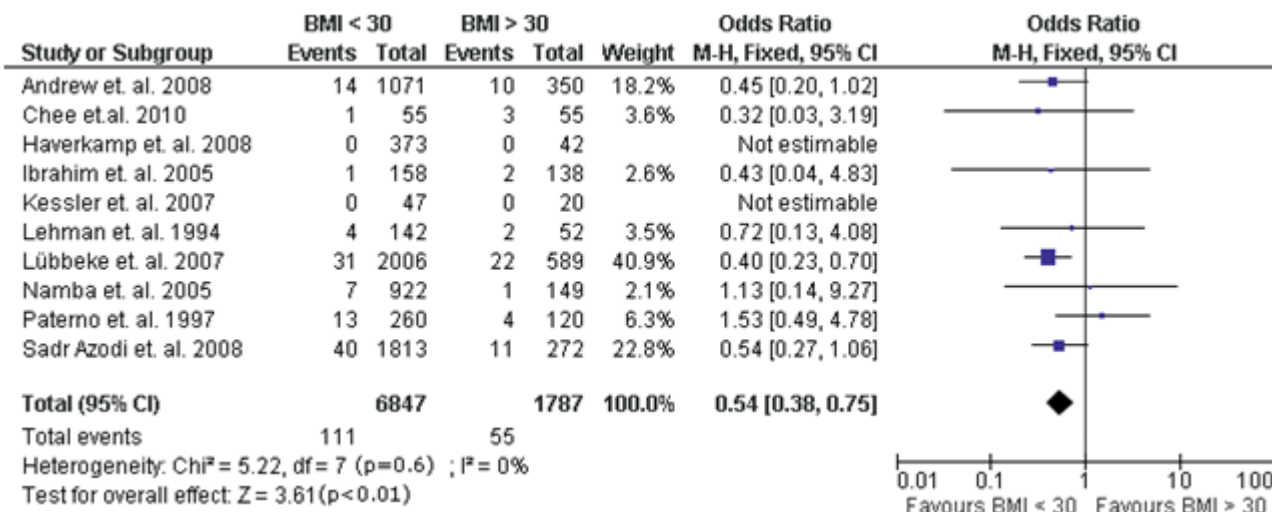 BMI < 30 BMI > 30 Odds Ratio Odds Ratio
Study or Subgroup Events Total Events Total Weight M-H, Fixed, 95% CI M-H, Fixed, 95% CI
Andrew et. al. 2008 14 1071 10 350 18.2% 0.45 [0.20, 1.02]
Chee et.al. 2010 1 55 3 55 3.6% 0.32 [0.03, 3.19]
Haverkamp et. al. 2008 0 373 0 42 Not estimable
Ibrahim et. al. 2005 1 158 2 138 2.6% 0.43 [0.04, 4.83]
Kessler et. al. 2007 0 47 0 20 Not estimable
Lehman et. al. 1994 4 142 2 52 3.5% 0.72 [0.13, 4.08]
Lübbeke et. al. 2007 31 2006 22 589 40.9% 0.40 [0.23, 0.70]
Namba et. al. 2005 7 922 1 149 2.1% 1.13 [0.14, 9.27]
Paterno et. al. 1997 13 260 4 120 6.3% 1.53 [0.49, 4.78]
Sadr Azodi et. al. 2008 40 1813 11 272 22.8% 0.54 [0.27, 1.06]
Total (95% CI) 6847 1787 100.0% 0.54 [0.38, 0.75]
Total events 111 55
Heterogeneity: Chi² = 5.22, df = 7 (p=0.6) ; I² = 0%
Test for overall effect: Z = 3.61(p<0.01)
0.01 0.1 1 10 100
Favours BMI < 30 Favours BMI > 30